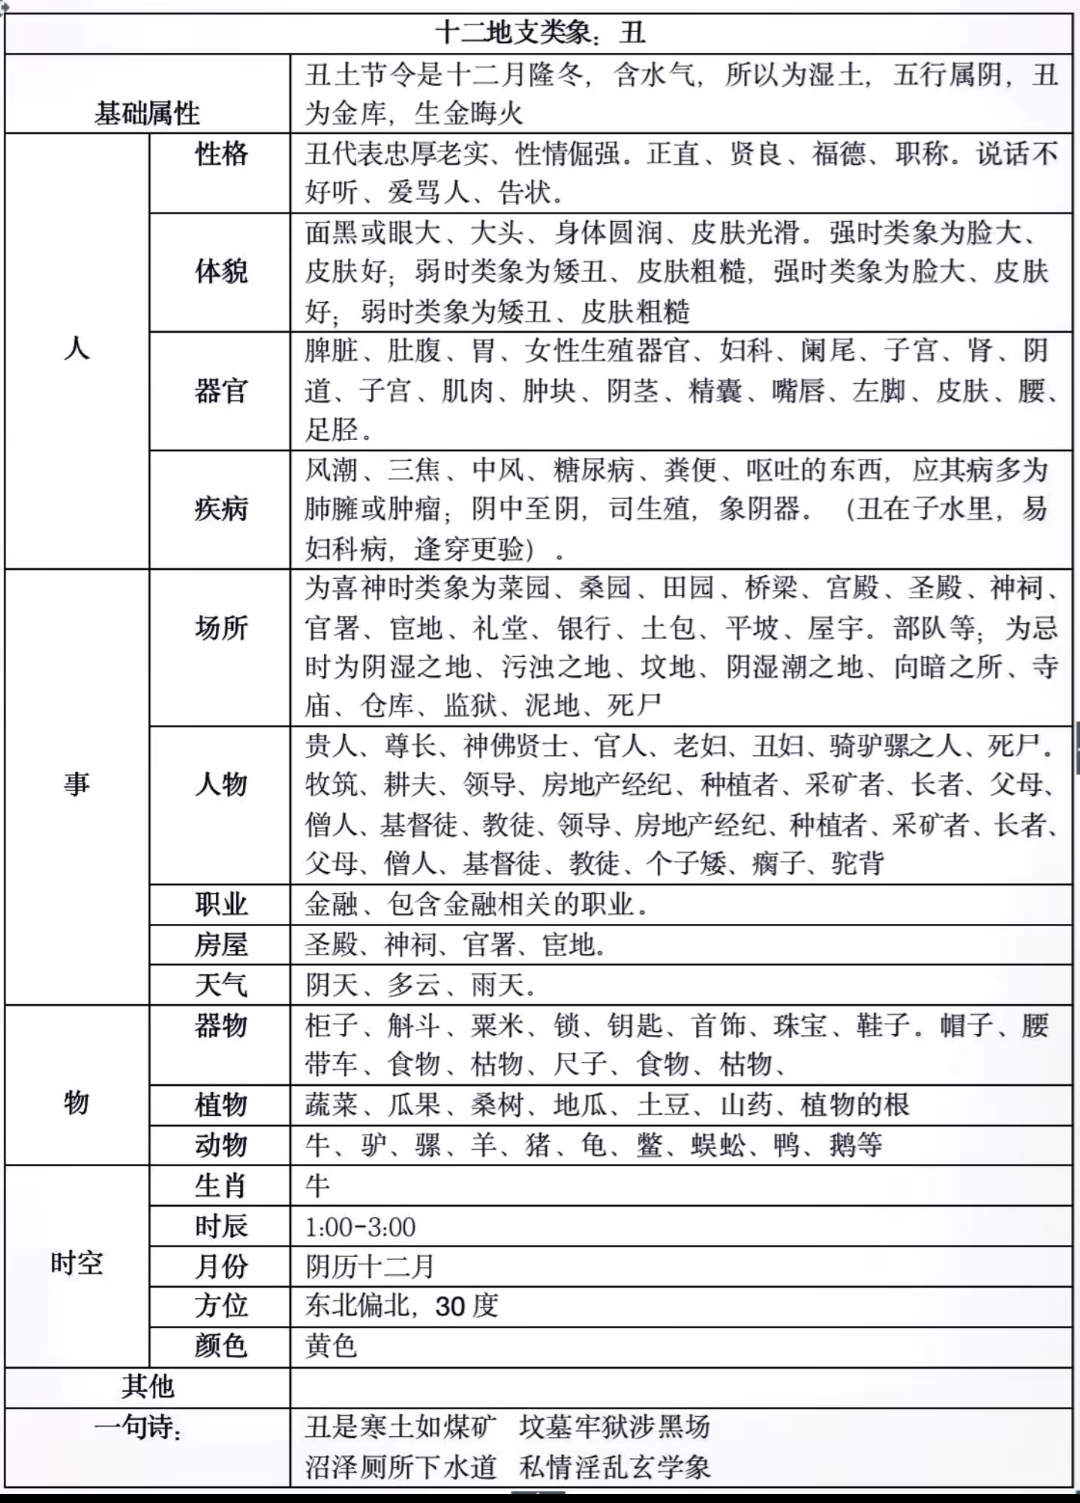 十二地支类象：丑
基础属性
丑土节令是十二月隆冬，含水气，所以为湿土，五行属阴，丑
为金库，生金晦火
人
性格
丑代表忠厚老实、性情倔强。正直、贤良、福德、职称。说话不
好听、爱骂人、告状。
体貌
面黑或眼大、大头、身体圆润、皮肤光滑。强时类象为脸大、
皮肤好；弱时类象为矮丑、皮肤粗糙，强时类象为脸大、皮肤
好；弱时类象为矮丑、皮肤粗糙
器官
脾脏、肚腹、胃、女性生殖器官、妇科、阑尾、子宫、肾、阴
道、子宫、肌肉、肿块、阴茎、精囊、嘴唇、左脚、皮肤、腰、
足胫。
疾病
风潮、三焦、中风、糖尿病、粪便、呕吐的东西，应其病多为
肺臃或肿瘤；阴中至阴，司生殖，象阴器。（丑在子水里，易
妇科病，逢穿更验）。
事
场所
为喜神时类象为菜园、桑园、田园、桥梁、宫殿、圣殿、神祠、
官署、宦地、礼堂、银行、土包、平坡、屋宇。部队等；为忌
时为阴湿之地、污浊之地、坟地、阴湿潮之地、向暗之所、寺
庙、仓库、监狱、泥地、死尸
人物
贵人、尊长、神佛贤士、官人、老妇、丑妇、骑驴骡之人、死尸。
牧筑、耕夫、领导、房地产经纪、种植者、采矿者、长者、父母、
僧人、基督徒、教徒、领导、房地产经纪、种植者、采矿者、长者、
父母、僧人、基督徒、教徒、个子矮、瘸子、驼背
职业
金融、包含金融相关的职业。
房屋
圣殿、神祠、官署、宦地。
天气
阴天、多云、雨天。
物
器物
柜子、斛斗、粟米、锁、钥匙、首饰、珠宝、鞋子。帽子、腰
带车、食物、枯物、尺子、食物、枯物、
植物
蔬菜、瓜果、桑树、地瓜、土豆、山药、植物的根
动物
牛、驴、骡、羊、猪、龟、鳖、蜈蚣、鸭、鹅等
时空
生肖
牛
时辰
1:00-3:00
月份
阴历十二月
方位
东北偏北，30 度
颜色
黄色
其他
一句诗：
丑是寒土如煤矿 坟墓牢狱涉黑场
沼泽厕所下水道 私情淫乱玄学象